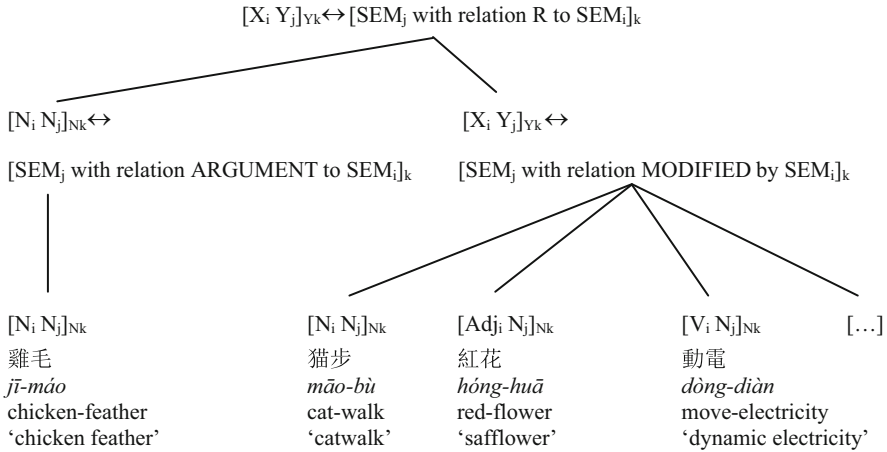 [Xᵢ Yⱼ]Yₖ↔[SEMⱼ with relation R to SEMᵢ]ₖ
[Nᵢ Nⱼ]Nₖ↔ [Xᵢ Yⱼ]Yₖ↔
[SEMⱼ with relation ARGUMENT to SEMᵢ]ₖ [SEMⱼ with relation MODIFIED by SEMᵢ]ₖ
[Nᵢ Nⱼ]Nₖ [Nᵢ Nⱼ]Nₖ [Adjᵢ Nⱼ]Nₖ [Vᵢ Nⱼ]Nₖ […]
雞毛 猫步 紅花 動電
jī-máo māo-bù hóng-huā dòng-diàn
chicken-feather cat-walk red-flower move-electricity
‘chicken feather’ ‘catwalk’ ‘safflower’ ‘dynamic electricity’